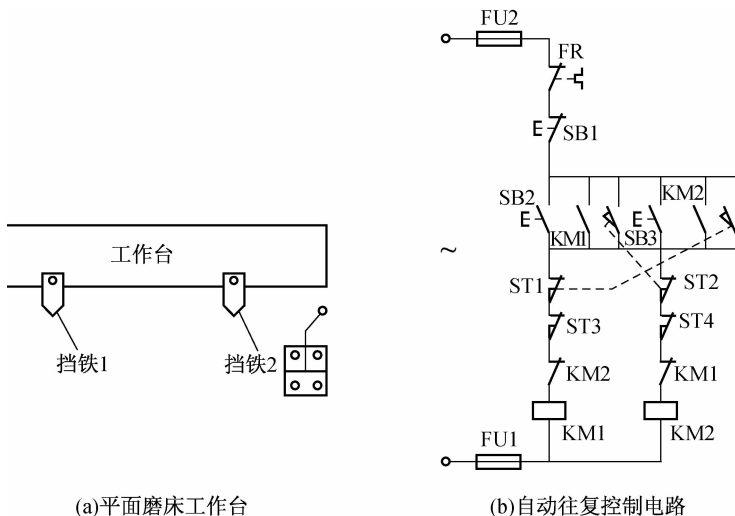 工作台
挡铁1
挡铁2
(a)平面磨床工作台
FU2
FR
SB1
SB2
KM1
SB3
KM2
ST1
ST2
ST3
ST4
KM2
KM1
KM1
KM2
FU1
~
(b)自动往复控制电路